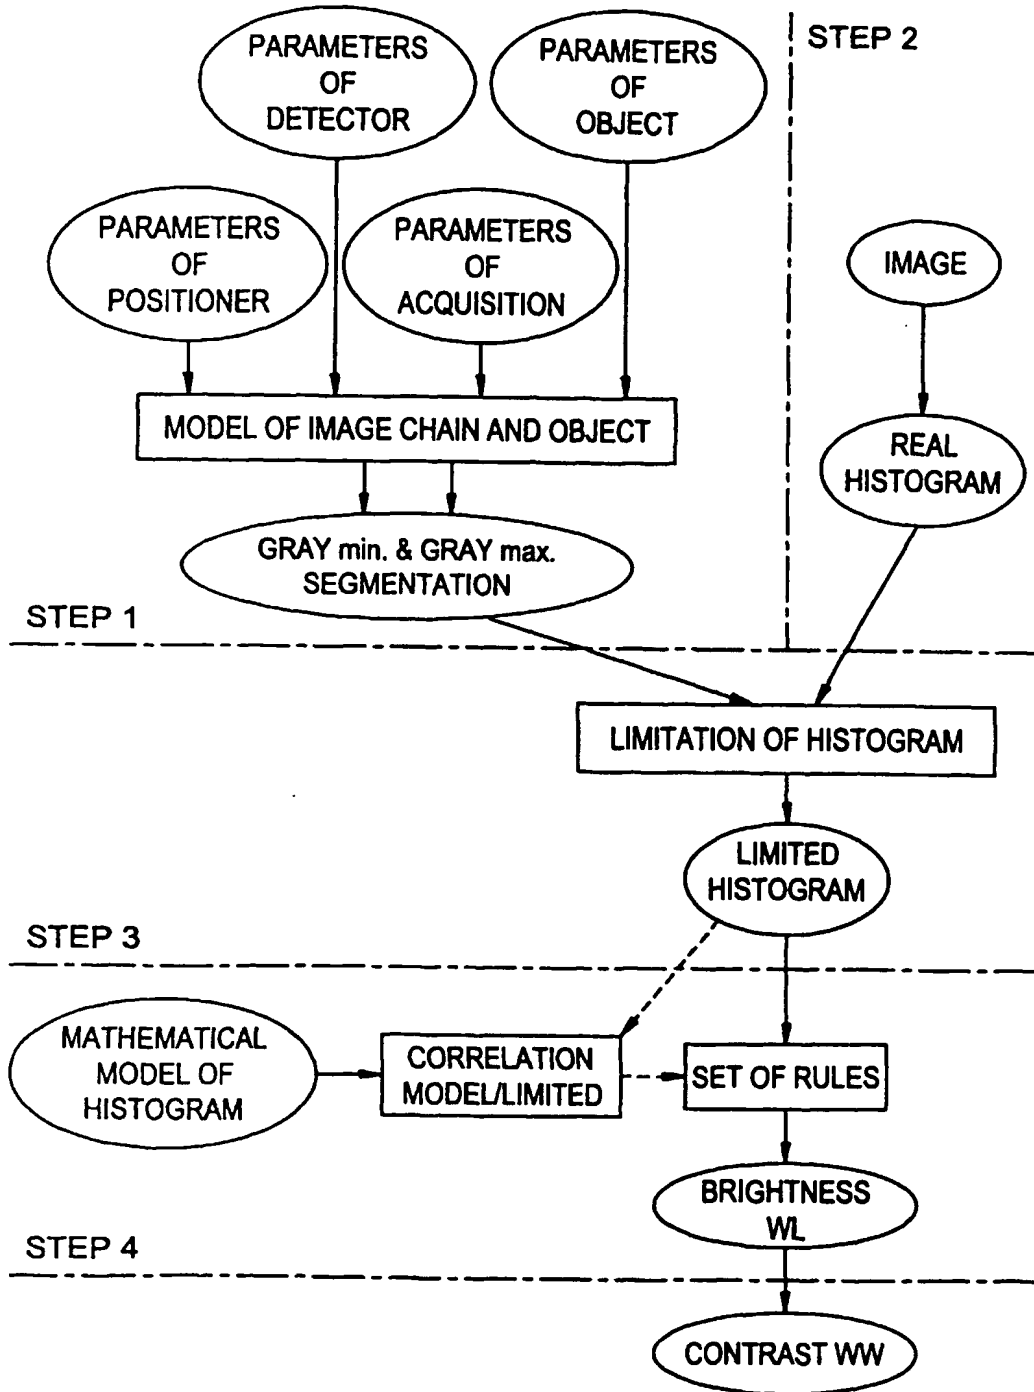 PARAMETERS
OF
DETECTOR
PARAMETERS
OF
OBJECT
STEP 2
PARAMETERS
OF
POSITIONER
PARAMETERS
OF
ACQUISITION
IMAGE
MODEL OF IMAGE CHAIN AND OBJECT
REAL
HISTOGRAM
GRAY min. & GRAY max.
SEGMENTATION
STEP 1
LIMITATION OF HISTOGRAM
LIMITED
HISTOGRAM
STEP 3
MATHEMATICAL
MODEL OF
HISTOGRAM
CORRELATION
MODEL/LIMITED
SET OF RULES
BRIGHTNESS
WL
STEP 4
CONTRAST WW